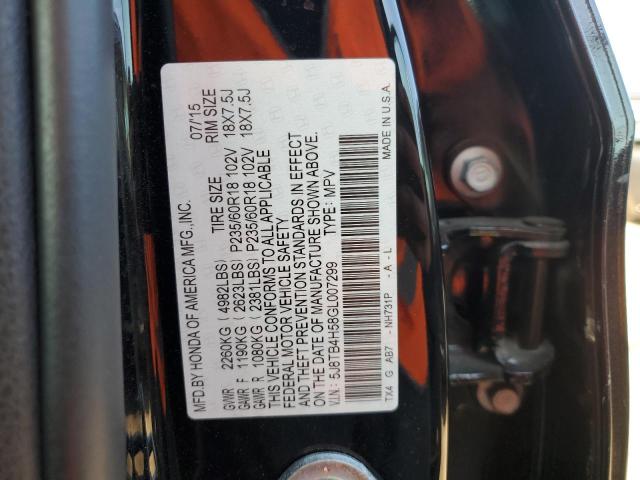 MFD.BY HONDA OF AMERICA MFG.,INC. 07/'15
TIRE SIZE RIM SIZE
GVWR 2260KG (4982LBS)
GAWR F 1190KG (2623LBS) P235/60R18 102V 18X7.5J
GAWR R 1080KG (2381LBS) P235/60R18 102V 18X7.5J
THIS VEHICLE CONFORMS TO ALL APPLICABLE
FEDERAL MOTOR VEHICLE SAFETY
AND THEFT PREVENTION STANDARDS IN EFFECT
ON THE DATE OF MANUFACTURE SHOWN ABOVE.
V.I.N.: 5J8TB4H58GL007299 TYPE: MPV
TX4 G AB7 - NH731P - A - L MADE IN U.S.A.